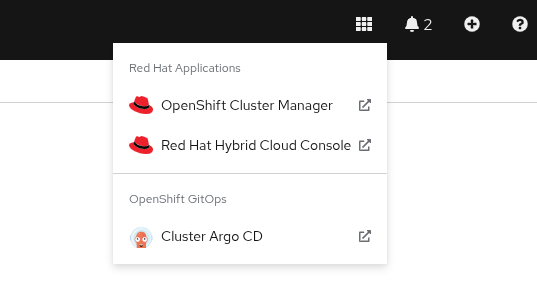 2
Red Hat Applications
OpenShift Cluster Manager
Red Hat Hybrid Cloud Console
OpenShift GitOps
Cluster Argo CD